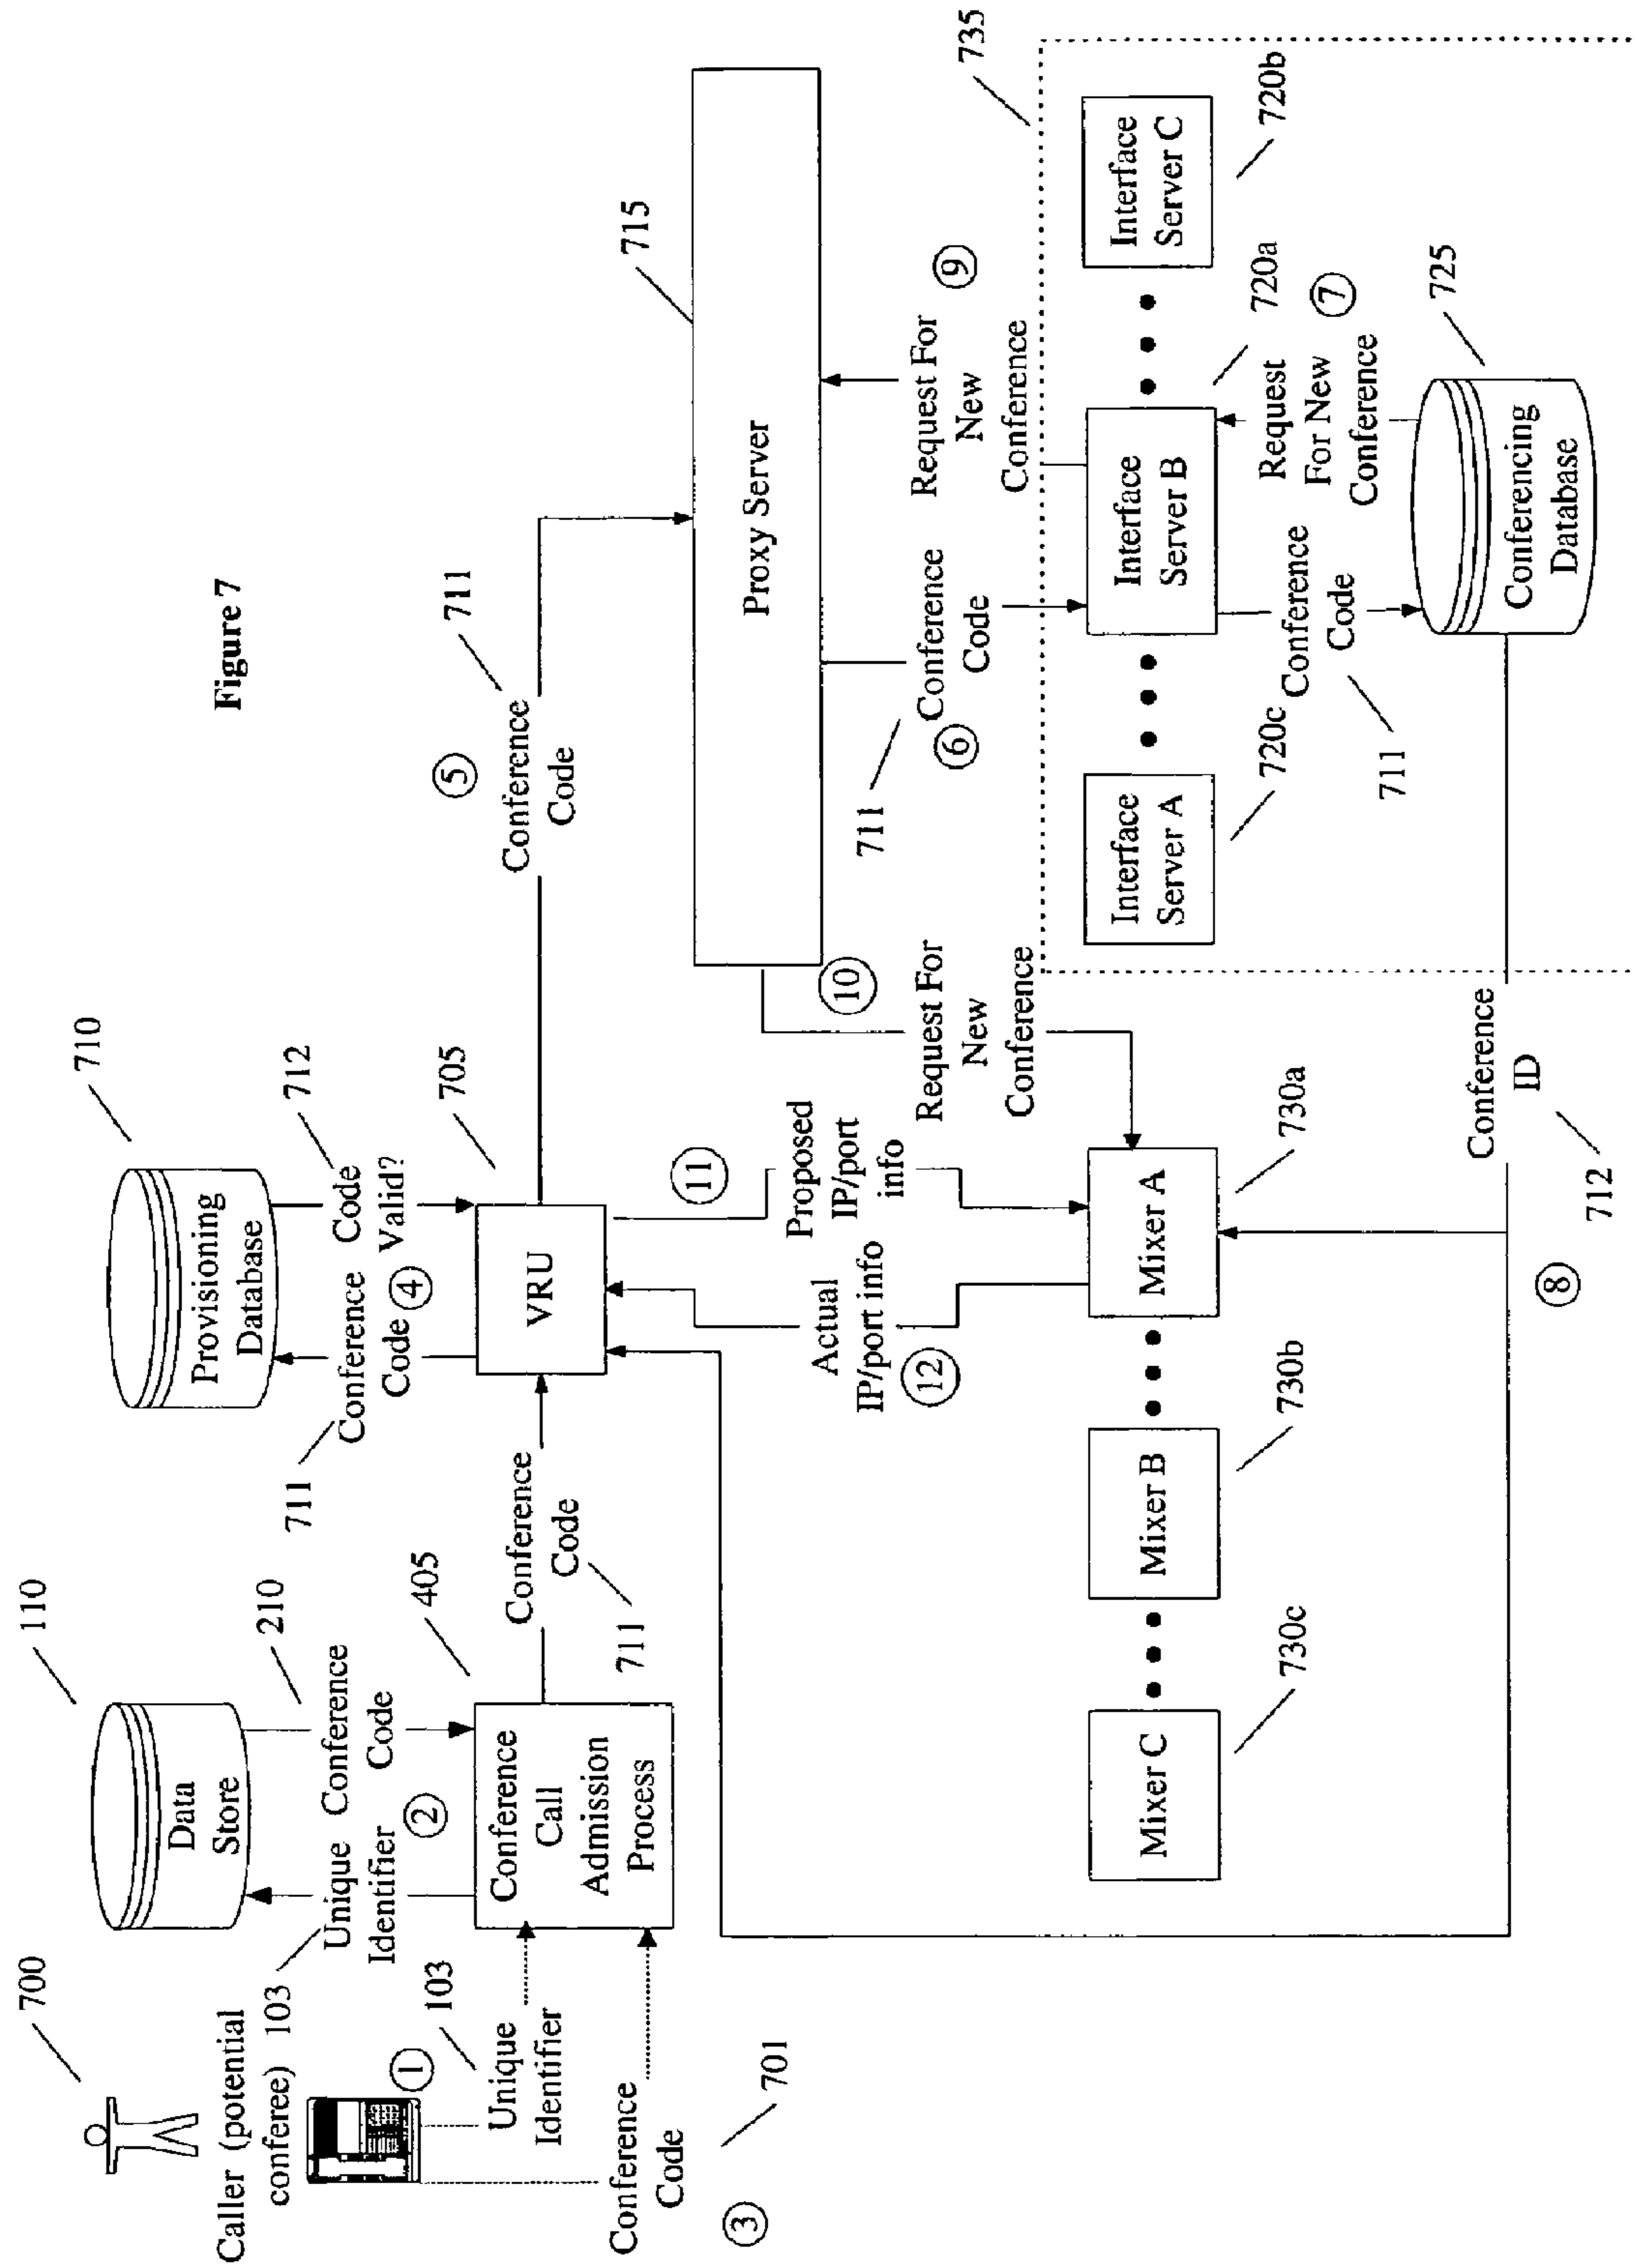 Figure 7
700
Caller (potential
conferee)
103
Unique
Identifier
2
110
Data
Store
210
Conference
Code
405
Conference
Call
Admission
Process
1
103
Unique
Identifier
3
Conference
Code
701
Conference
Code
711
710
Provisioning
Database
711
Conference
Code
4
712
Code
Valid?
705
VRU
5
Conference
Code
711
715
Proxy Server
711
Conference
Code
6
Request For
New
Conference
9
10
Request For
New
Conference
11
Proposed
IP/port
info
Actual
IP/port info
12
Mixer C
730c
Mixer B
730b
Mixer A
730a
735
Interface
Server A
720c
Interface
Server B
720a
Interface
Server C
720b
Conference
Code
711
Request
For New
Conference
7
725
Conferencing
Database
Conference
ID
712
8